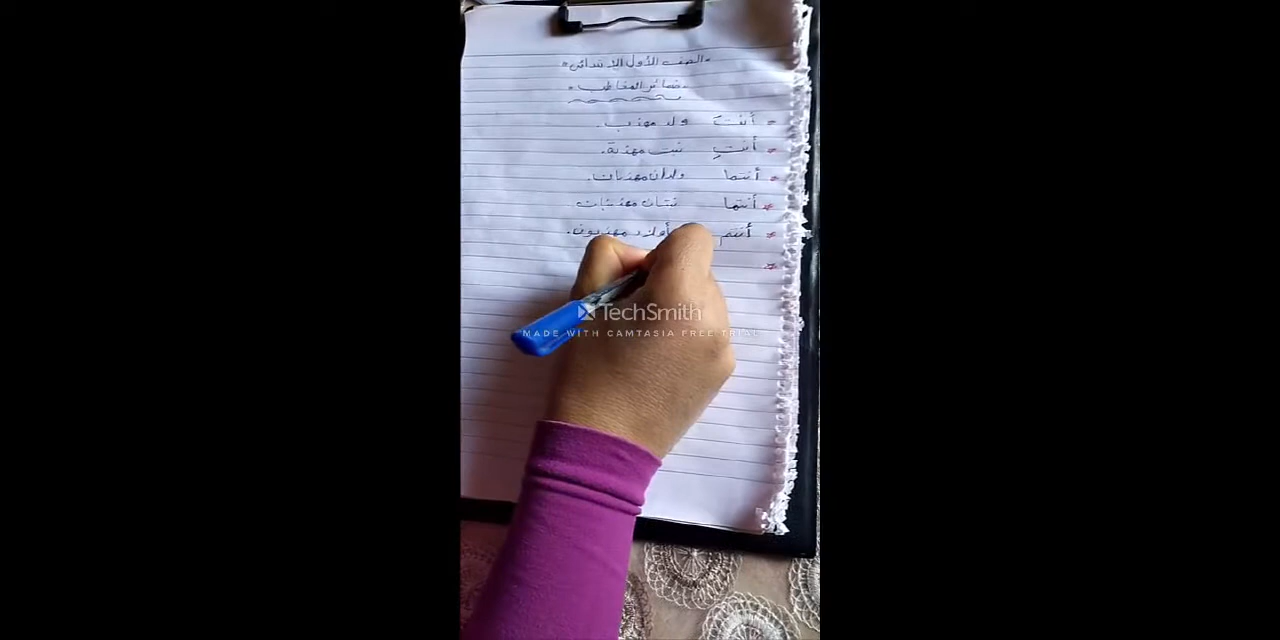 "الصف الأول الابتدائي"
"ضمائر المخاطب"
* أنتَ ولد مهذب.
* أنتِ بنت مهذبة.
* أنتما ولدان مهذبان.
* أنتما بنتان مهذبتان
* أنتم أولاد مهذبون.
*
TechSmith
MADE WITH CAMTASIA FREE TRIAL